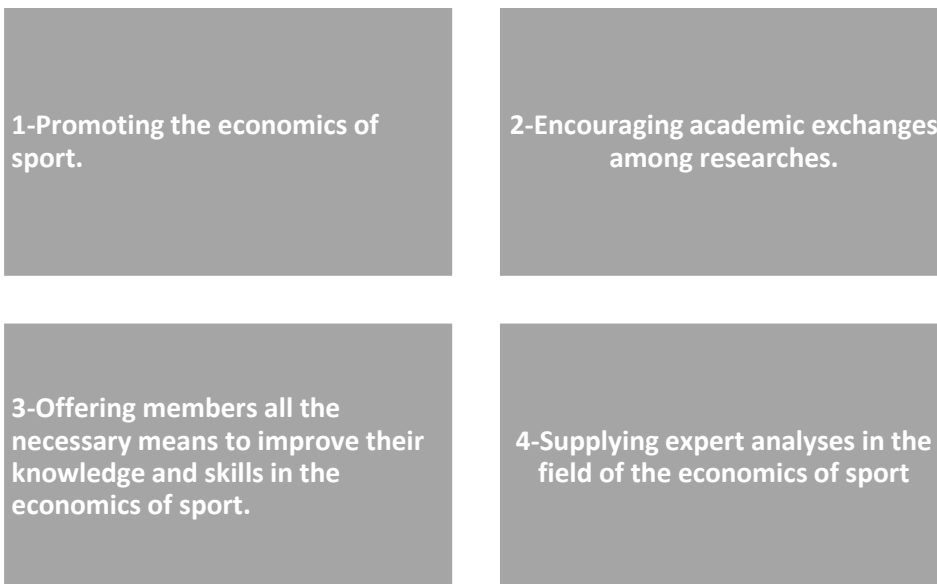 1-Promoting the economics of
sport.
2-Encouraging academic exchanges
among researches.
3-Offering members all the
necessary means to improve their
knowledge and skills in the
economics of sport.
4-Supplying expert analyses in the
field of the economics of sport